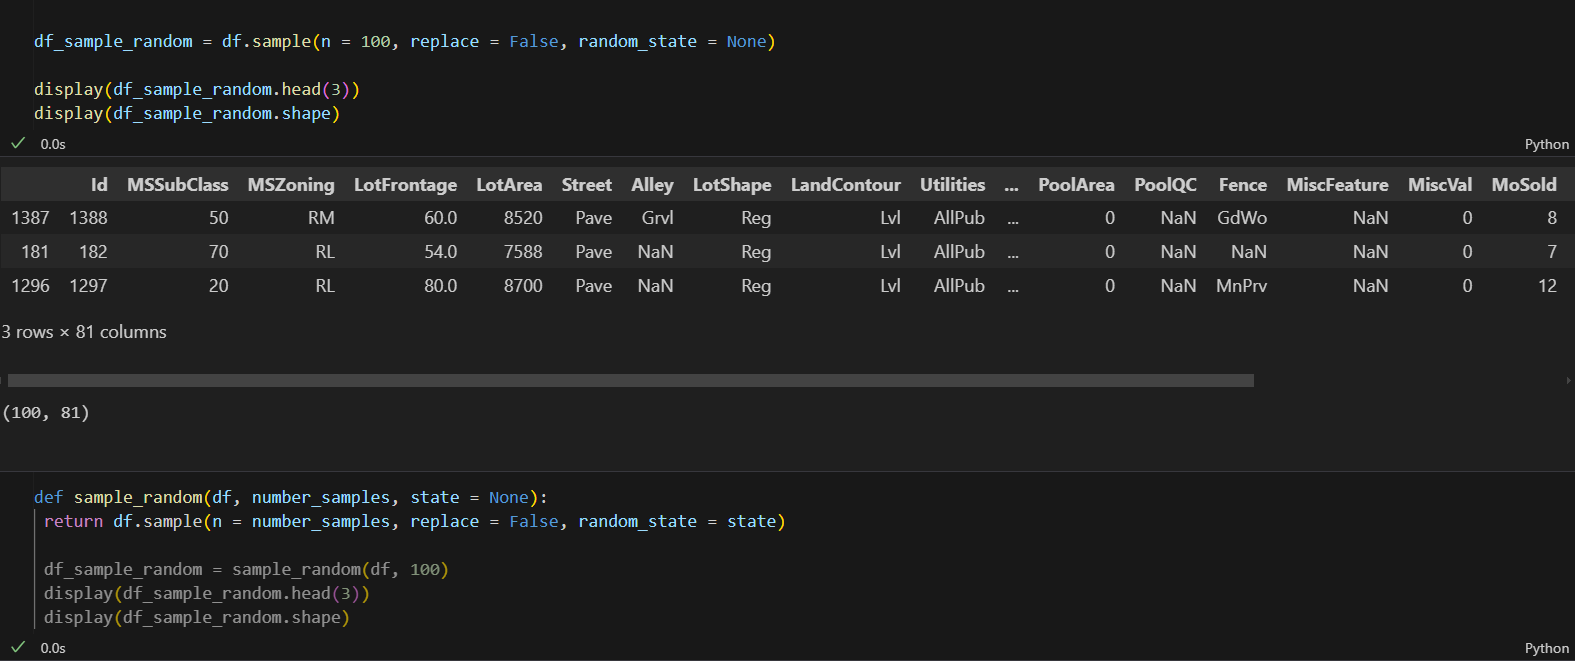 df_sample_random = df.sample(n = 100, replace = False, random_state = None)
display(df_sample_random.head(3))
display(df_sample_random.shape)
0.0s Python
Id MSSubClass MSZoning LotFrontage LotArea Street Alley LotShape LandContour Utilities ... PoolArea PoolQC Fence MiscFeature MiscVal MoSold
1387 1388 50 RM 60.0 8520 Pave Grvl Reg Lvl AllPub ... 0 NaN GdWo NaN 0 8
181 182 70 RL 54.0 7588 Pave NaN Reg Lvl AllPub ... 0 NaN NaN NaN 0 7
1296 1297 20 RL 80.0 8700 Pave NaN Reg Lvl AllPub ... 0 NaN MnPrv NaN 0 12
3 rows × 81 columns
(100, 81)
def sample_random(df, number_samples, state = None):
return df.sample(n = number_samples, replace = False, random_state = state)
df_sample_random = sample_random(df, 100)
display(df_sample_random.head(3))
display(df_sample_random.shape)
0.0s Python